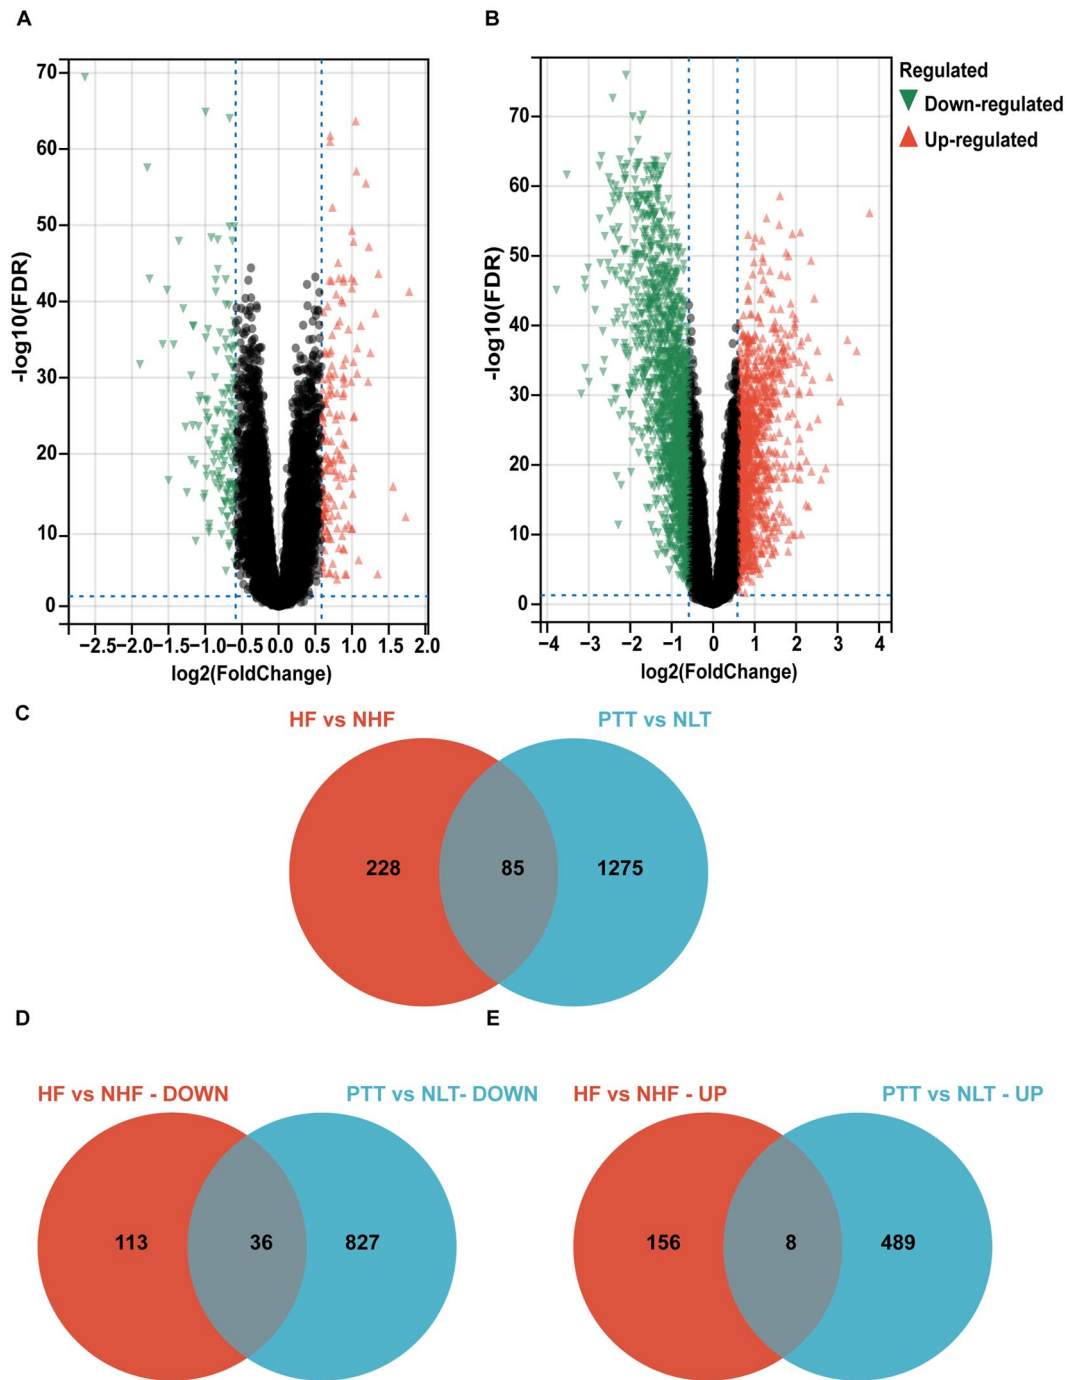 A
B
70
60
50
40
30
20
10
0
-log10(FDR)
−2.5 −2.0 −1.5 −1.0 −0.5 0.0 0.5 1.0 1.5 2.0
log2(FoldChange)
70
60
50
40
30
20
10
0
-log10(FDR)
−4 −3 −2 −1 0 1 2 3 4
log2(FoldChange)
Regulated
Down-regulated
Up-regulated
C
HF vs NHF PTT vs NLT
228 85 1275
D
E
HF vs NHF - DOWN PTT vs NLT- DOWN
113 36 827
HF vs NHF - UP PTT vs NLT - UP
156 8 489